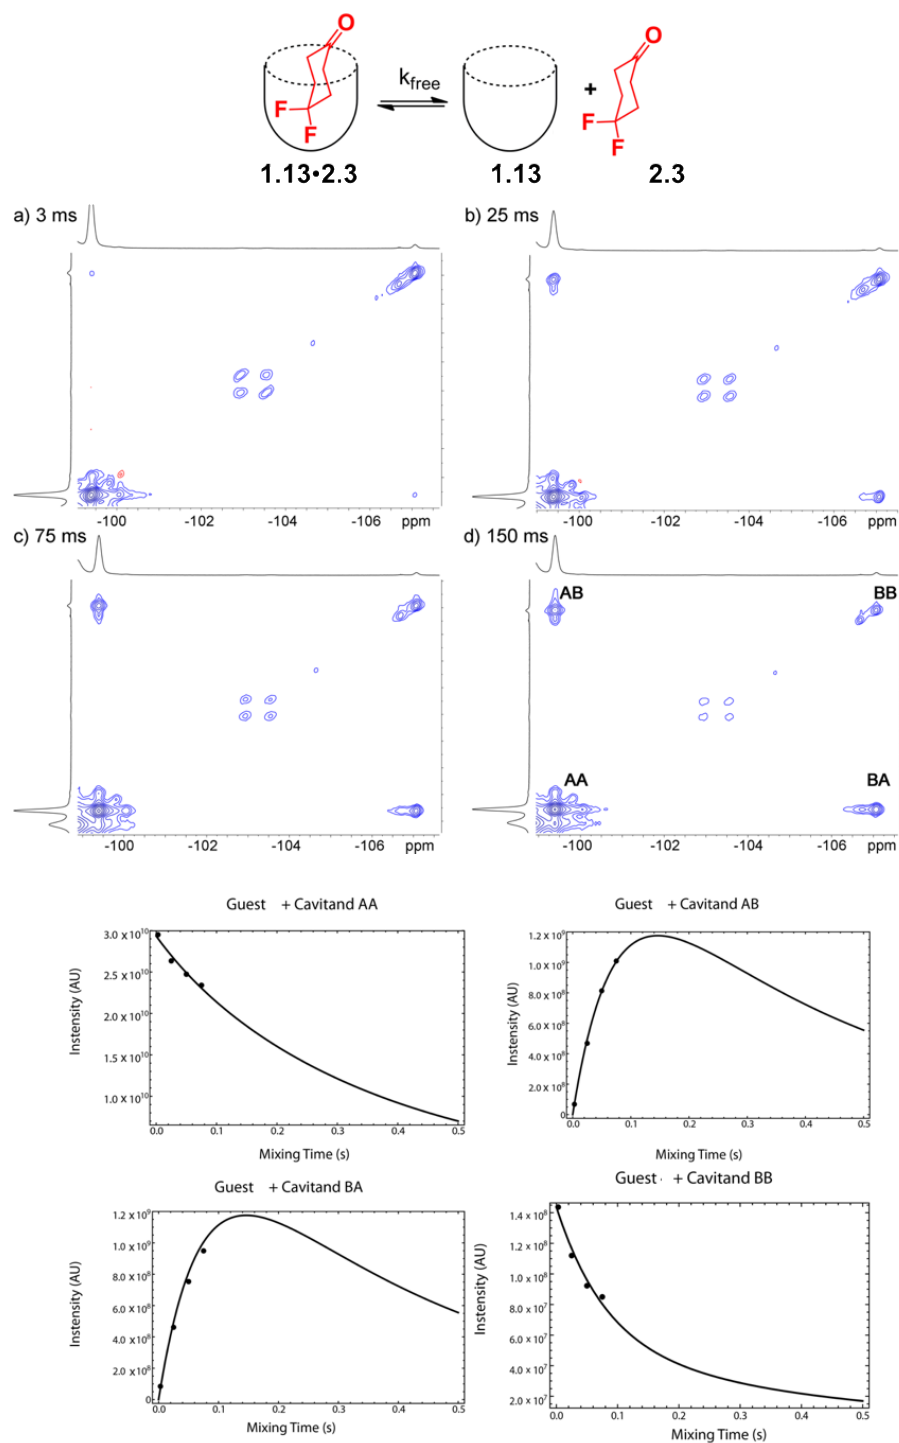 O
k_free
F
F
+
O
F
F
1.13•2.3
1.13
2.3
a) 3 ms
b) 25 ms
-100 -102 -104 -106 ppm
-100 -102 -104 -106 ppm
c) 75 ms
d) 150 ms
AB
BB
AA
BA
-100 -102 -104 -106 ppm
-100 -102 -104 -106 ppm
Guest + Cavitand AA
3.0 x 10^10
2.5 x 10^10
2.0 x 10^10
1.5 x 10^10
1.0 x 10^10
Instensity (AU)
0.0 0.1 0.2 0.3 0.4 0.5
Mixing Time (s)
Guest + Cavitand AB
1.2 x 10^9
1.0 x 10^9
8.0 x 10^8
6.0 x 10^8
4.0 x 10^8
2.0 x 10^8
0
Instensity (AU)
0.0 0.1 0.2 0.3 0.4 0.5
Mixing Time (s)
Guest + Cavitand BA
1.2 x 10^9
1.0 x 10^9
8.0 x 10^8
6.0 x 10^8
4.0 x 10^8
2.0 x 10^8
0
Instensity (AU)
0.0 0.1 0.2 0.3 0.4 0.5
Mixing Time (s)
Guest · + Cavitand BB
1.4 x 10^8
1.2 x 10^8
1.0 x 10^8
8.0 x 10^7
6.0 x 10^7
4.0 x 10^7
2.0 x 10^7
Instensity (AU)
0.0 0.1 0.2 0.3 0.4 0.5
Mixing Time (s)